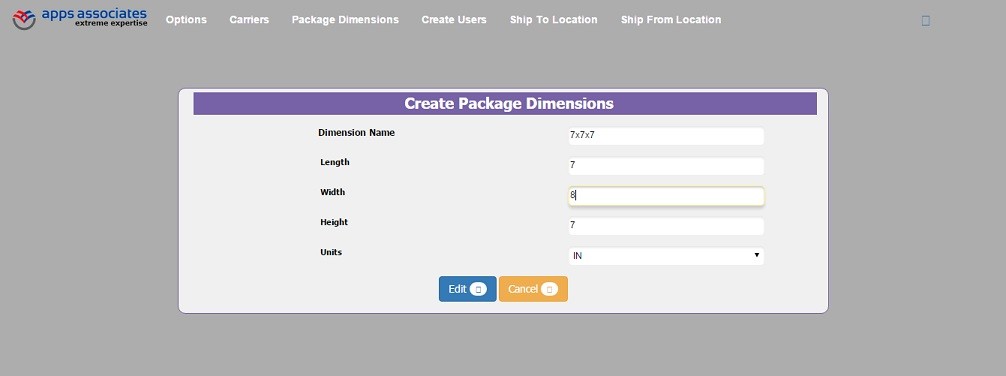 apps associates
extreme expertise
Options Carriers Package Dimensions Create Users Ship To Location Ship From Location
Create Package Dimensions
Dimension Name 7x7x7
Length 7
Width 8
Height 7
Units IN
Edit Cancel